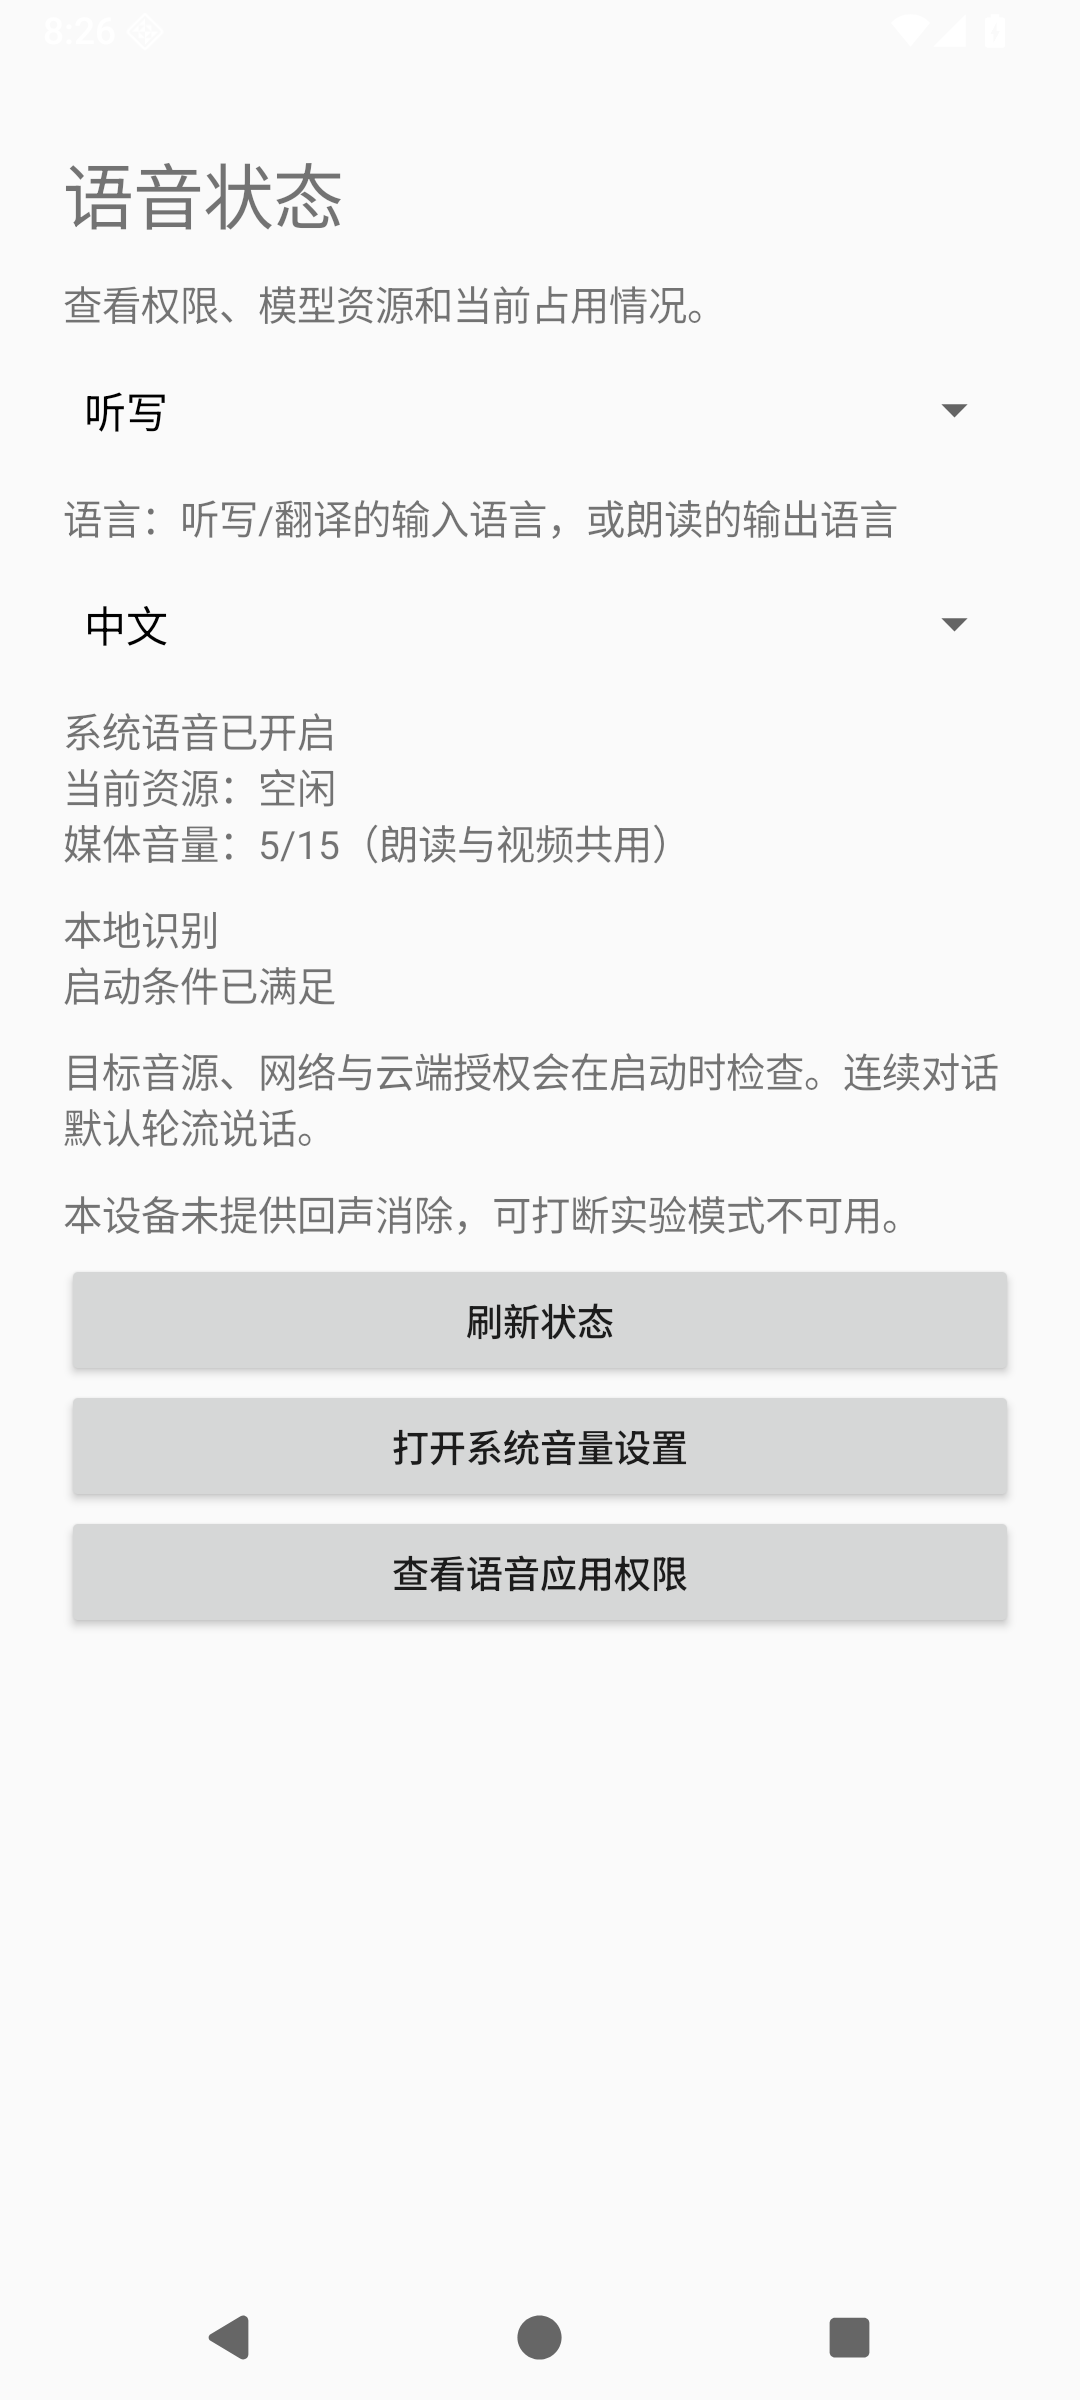 8:26
语音状态
查看权限、模型资源和当前占用情况。
听写
语言：听写/翻译的输入语言，或朗读的输出语言
中文
系统语音已开启
当前资源：空闲
媒体音量：5/15（朗读与视频共用）
本地识别
启动条件已满足
目标音源、网络与云端授权会在启动时检查。连续对话
默认轮流说话。
本设备未提供回声消除，可打断实验模式不可用。
刷新状态
打开系统音量设置
查看语音应用权限